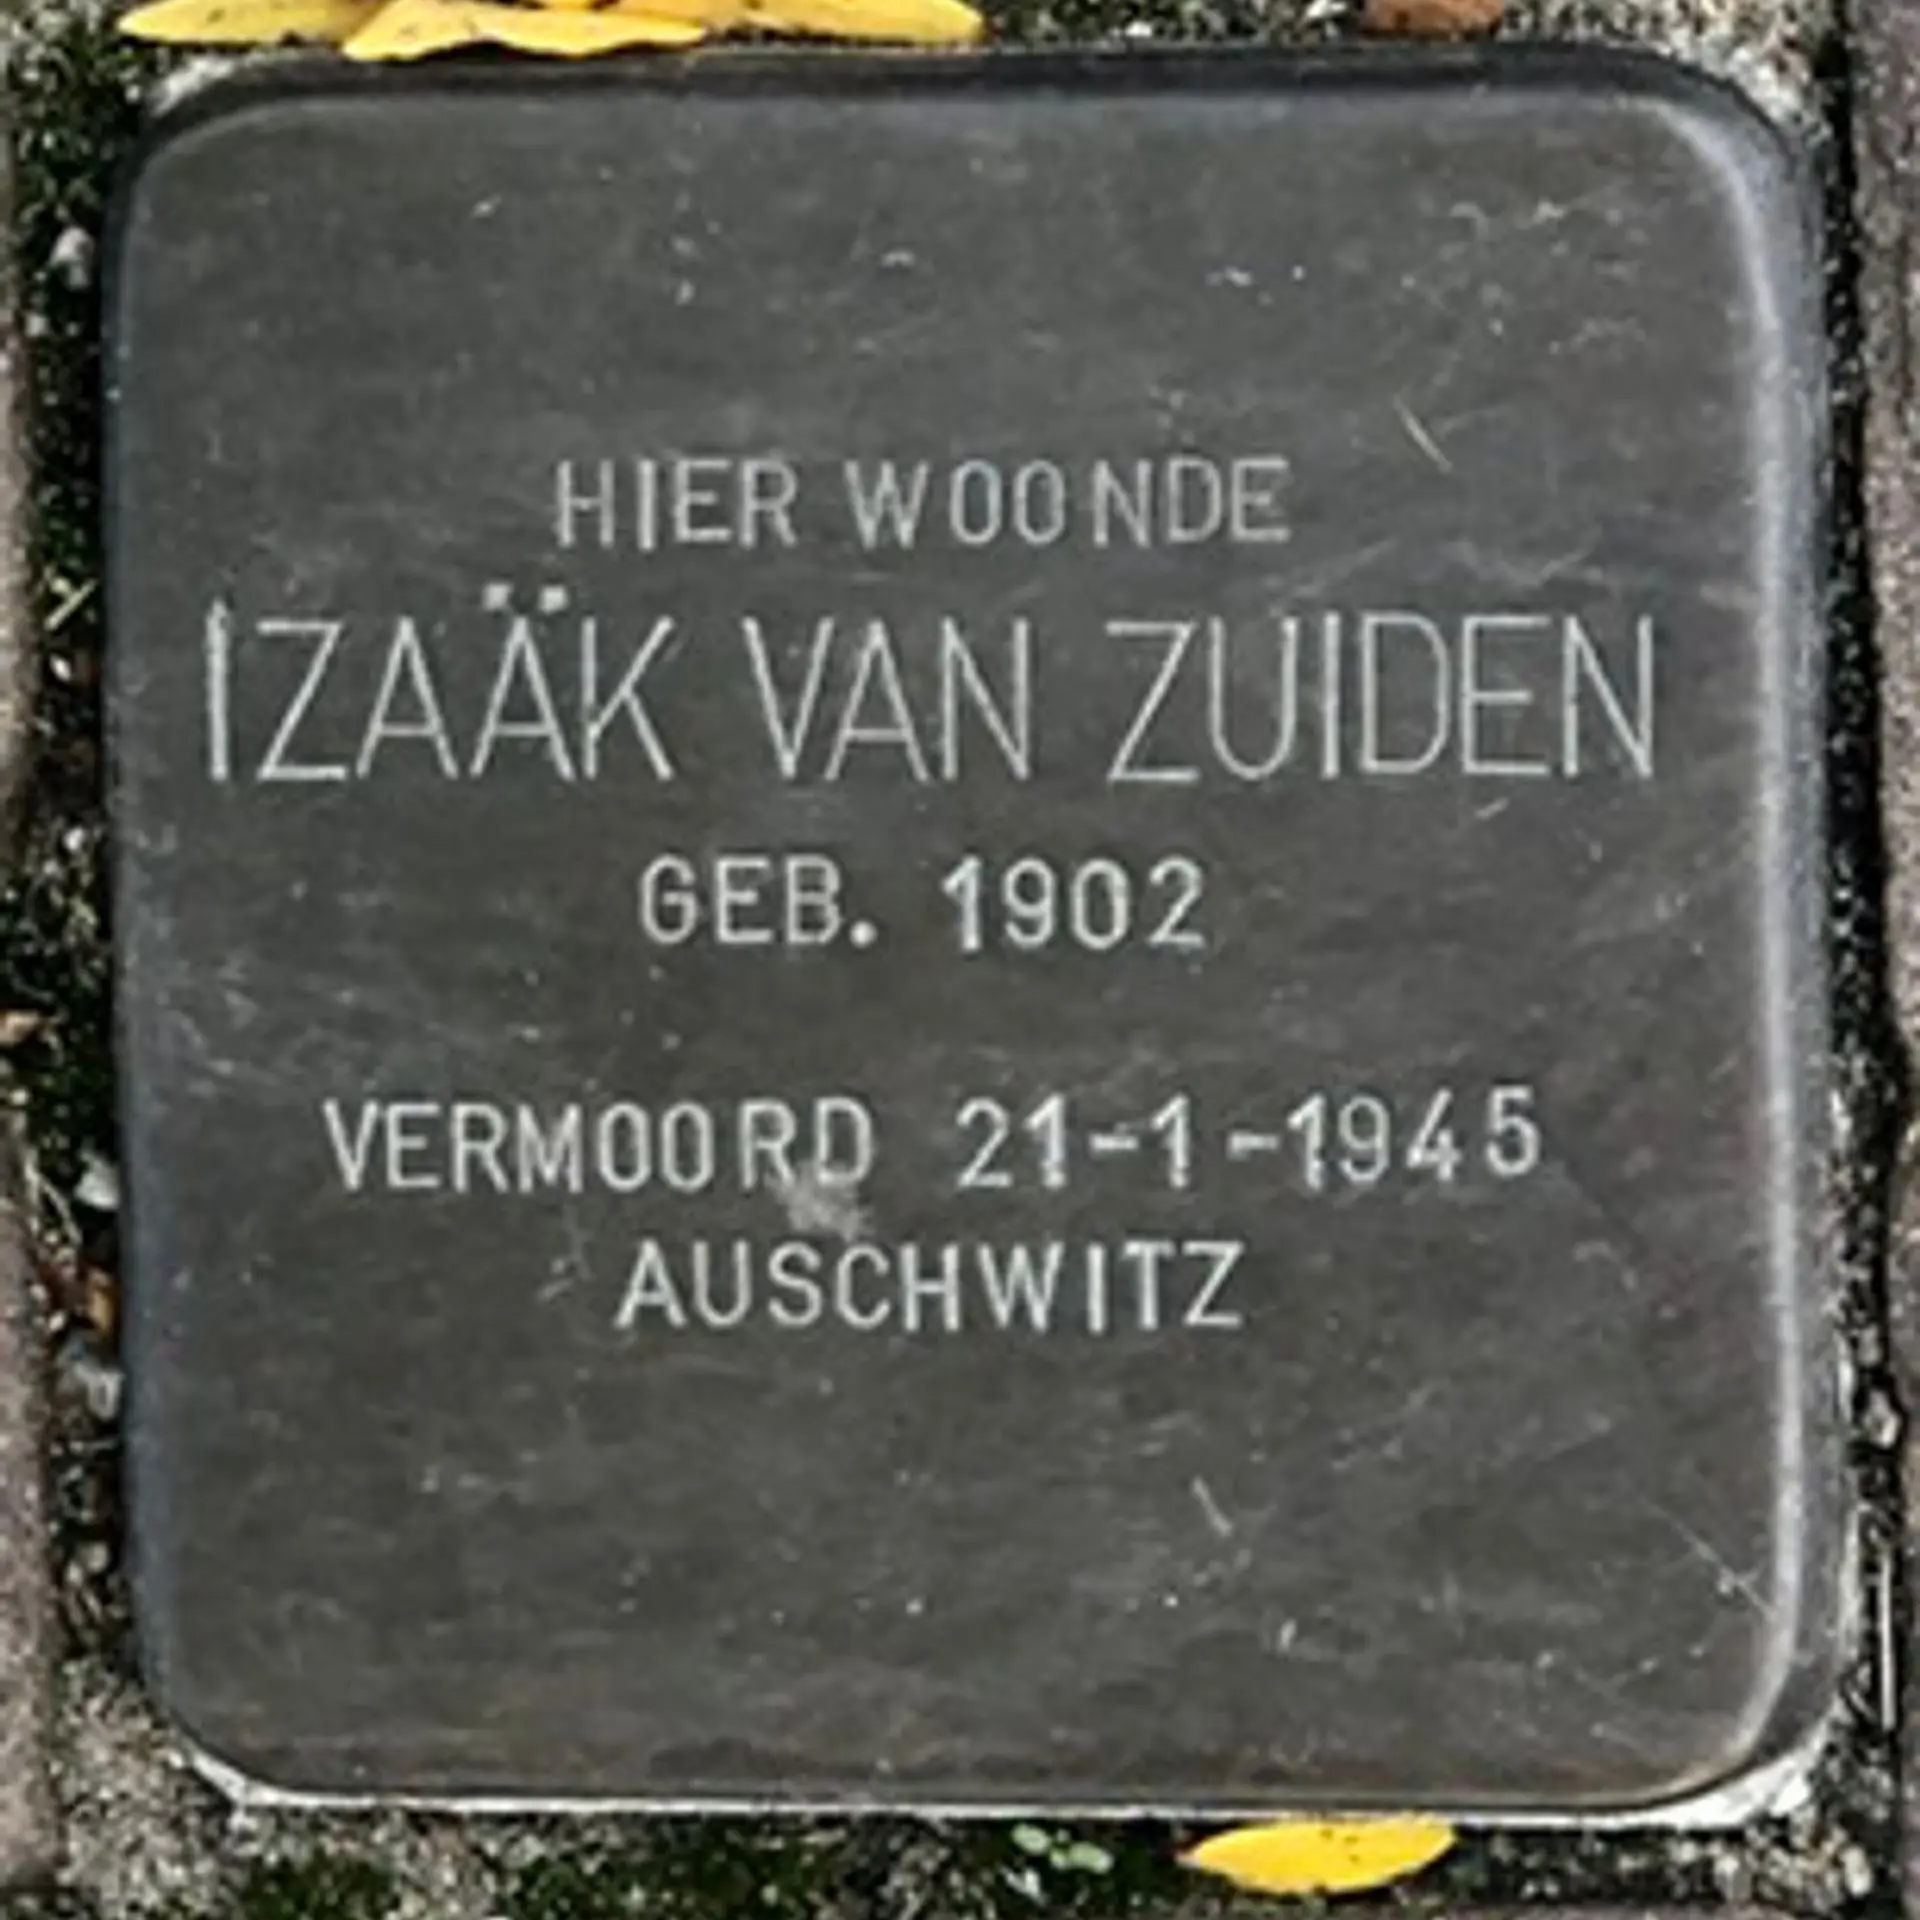 HIER WOONDE
IZAÄK VAN ZUIDEN
GEB. 1902
VERMOORD 21-1-1945
AUSCHWITZ